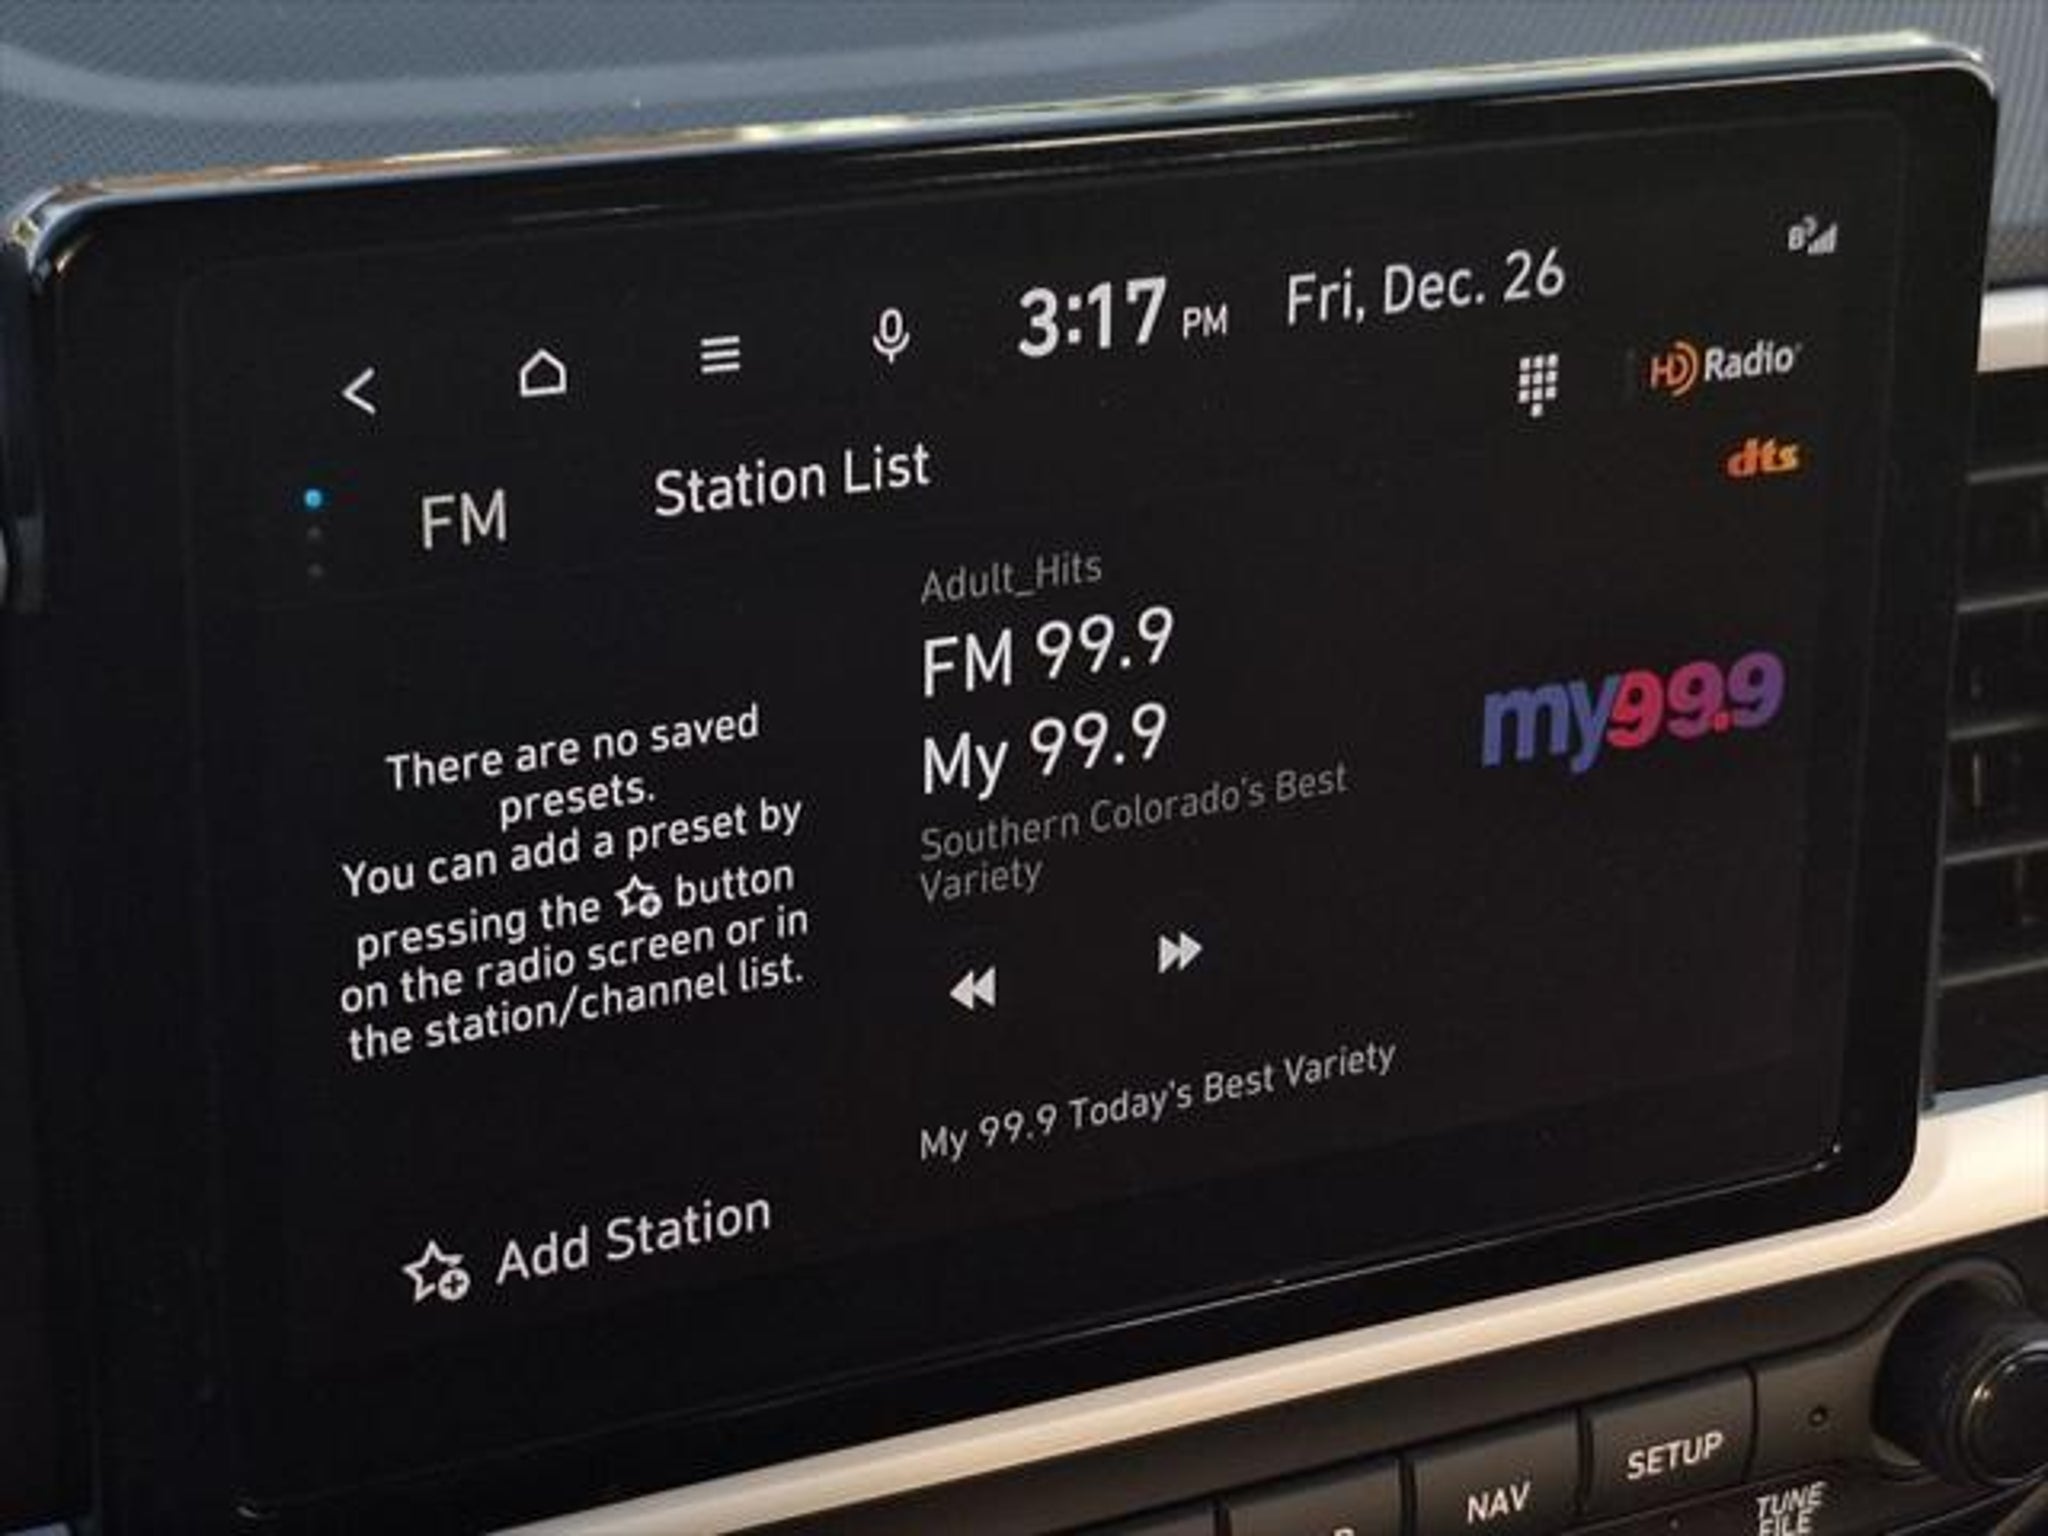 3:17 PM Fri, Dec. 26
HD Radio
dts
FM Station List
There are no saved
presets.
You can add a preset by
pressing the button
on the radio screen or in
the station/channel list.
Add Station
Adult_Hits
FM 99.9
My 99.9
Southern Colorado's Best
Variety
My 99.9 Today's Best Variety
my99.9
NAV
SETUP
TUNE
FILE